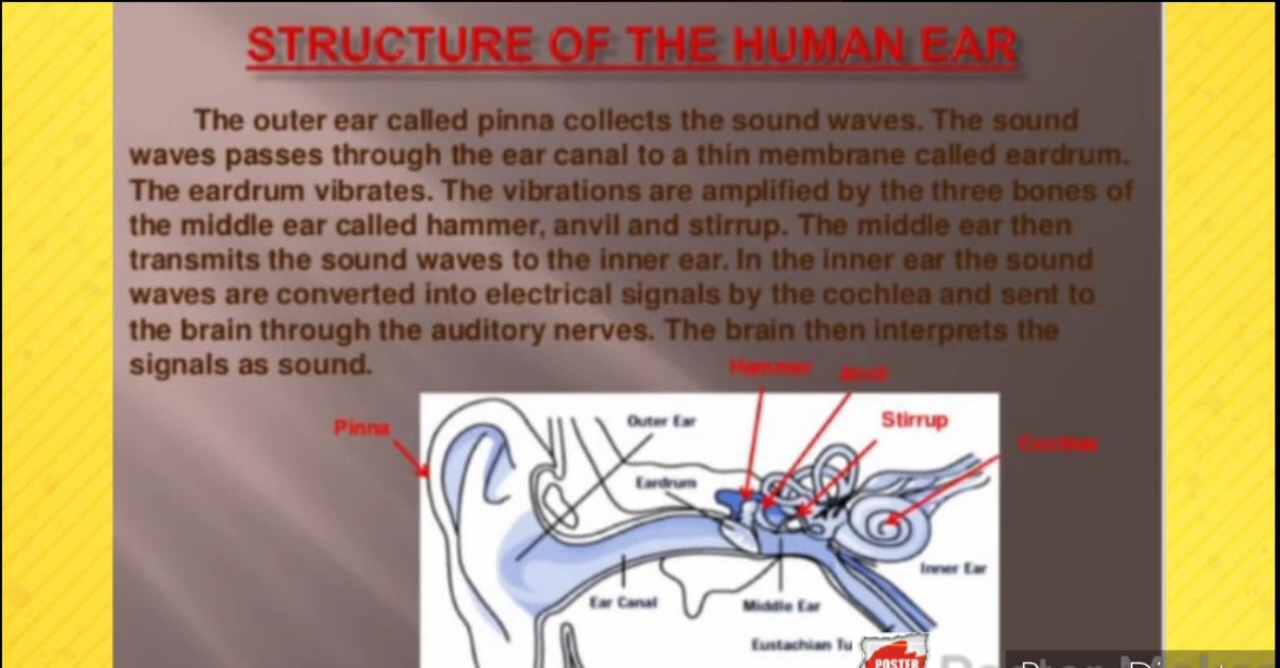 STRUCTURE OF THE HUMAN EAR
The outer ear called pinna collects the sound waves. The sound
waves passes through the ear canal to a thin membrane called eardrum.
The eardrum vibrates. The vibrations are amplified by the three bones of
the middle ear called hammer, anvil and stirrup. The middle ear then
transmits the sound waves to the inner ear. In the inner ear the sound
waves are converted into electrical signals by the cochlea and sent to
the brain through the auditory nerves. The brain then interprets the
signals as sound.
Hammer
Anvil
Pinna
Outer Ear
Stirrup
Cochlea
Eardrum
Inner Ear
Ear Canal
Middle Ear
Eustachian Tu
POSTER